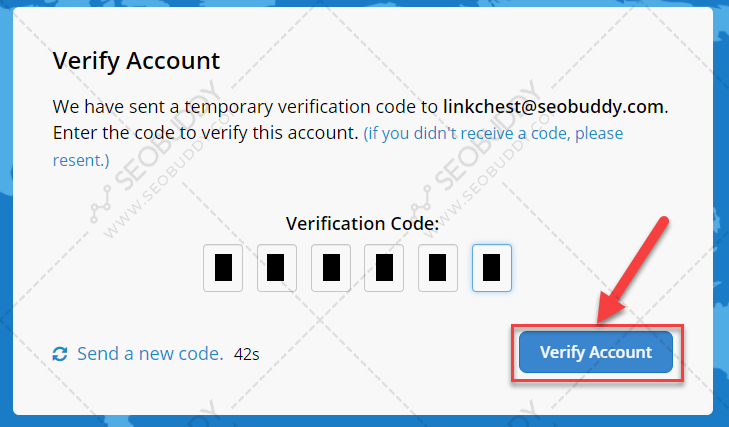 Verify Account
We have sent a temporary verification code to linkchest@seobuddy.com.
Enter the code to verify this account. (if you didn't receive a code, please
resent.)
SEOBUDDY
WWW.SEOBUDDY.COM
SEOBUDDY
WWW.SEOBUDDY.COM
Verification Code:
Send a new code. 42s
Verify Account